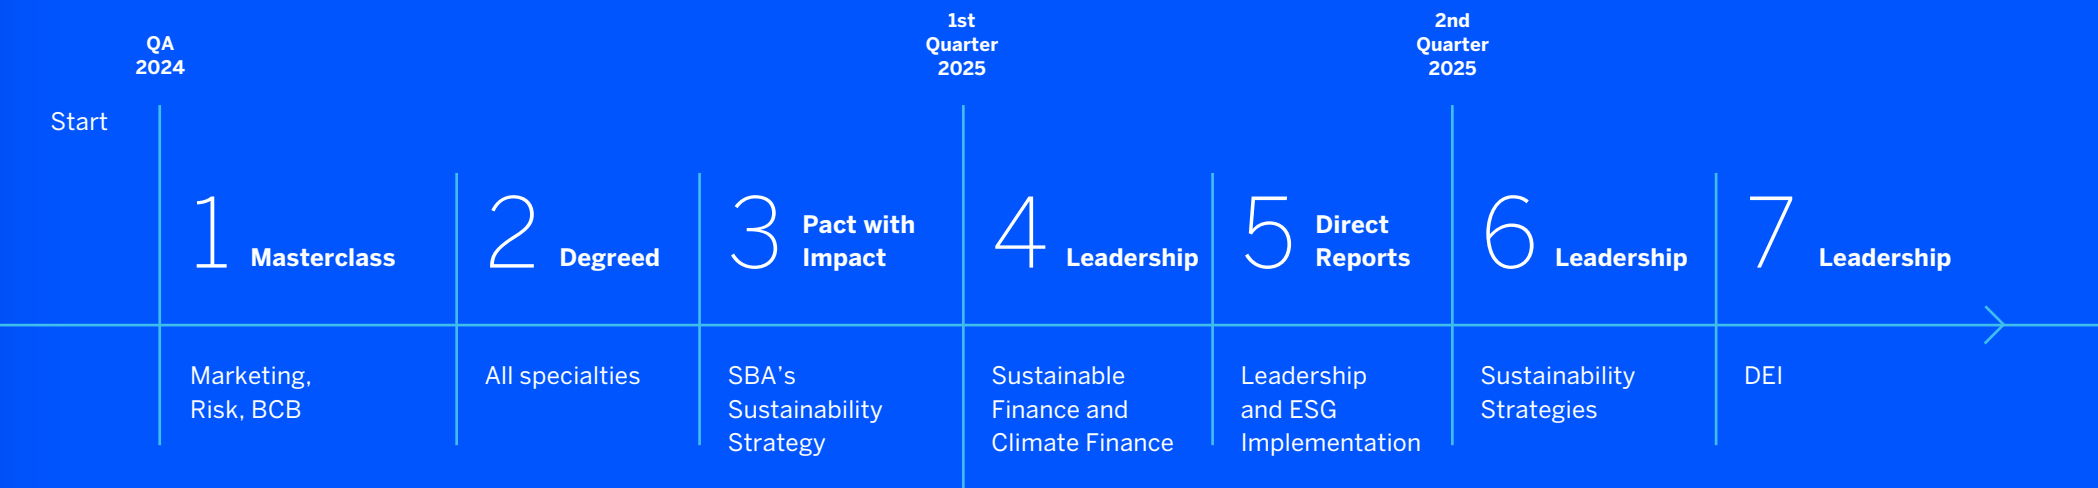 QA
2024
1st
Quarter
2025
2nd
Quarter
2025
Start
1 Masterclass
2 Degreed
3 Pact with
Impact
4 Leadership
5 Direct
Reports
6 Leadership
7 Leadership
Marketing,
Risk, BCB
All specialties
SBA’s
Sustainability
Strategy
Sustainable
Finance and
Climate Finance
Leadership
and ESG
Implementation
Sustainability
Strategies
DEI